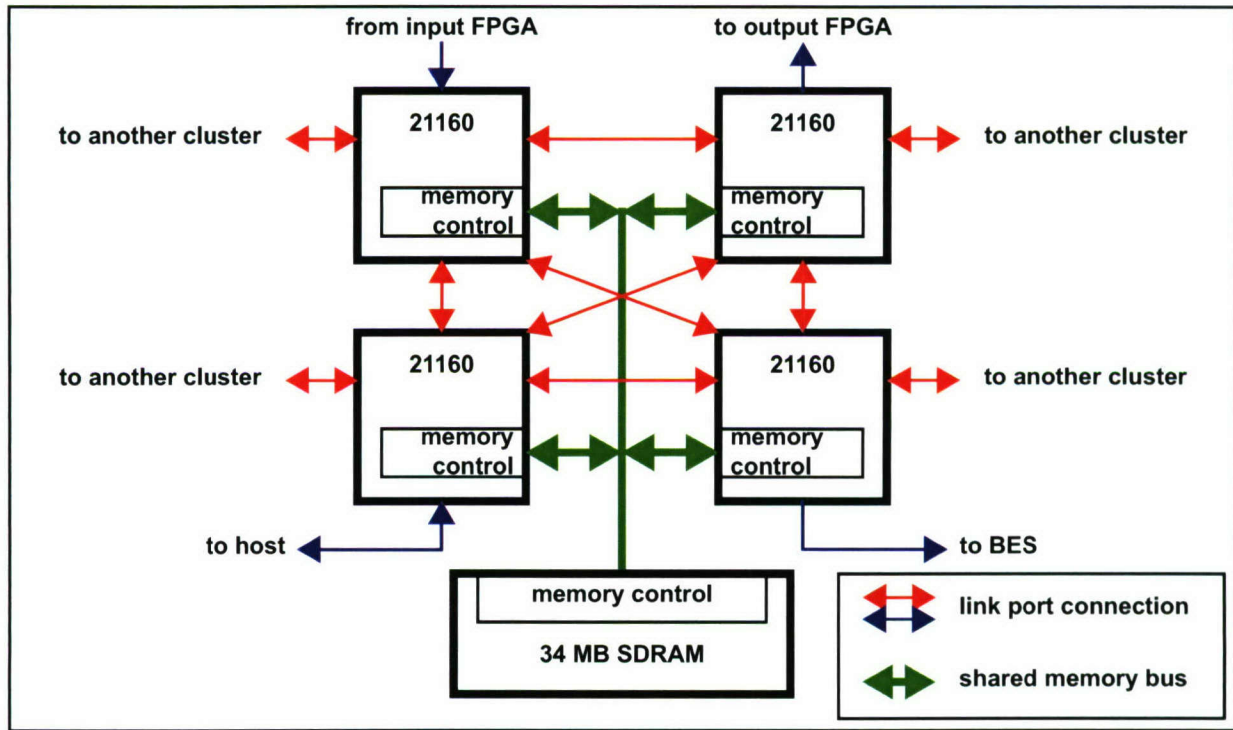 from input FPGA
to output FPGA
to another cluster
21160
21160
to another cluster
memory
control
memory
control
to another cluster
21160
21160
to another cluster
memory
control
memory
control
to host
to BES
memory control
34 MB SDRAM
link port connection
shared memory bus